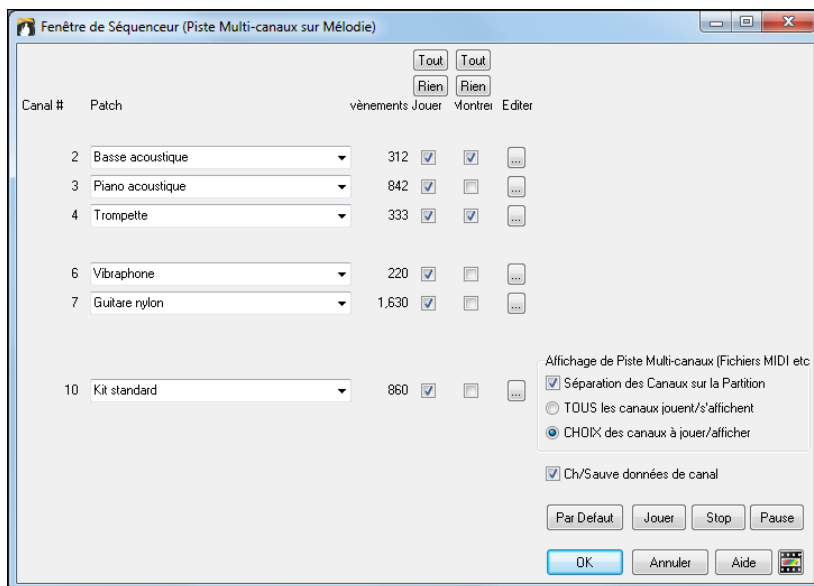 Fenêtre de Séquenceur (Piste Multi-canaux sur Mélodie)
Tout Tout
Rien Rien
Canal # Patch vènements Jouer Montrer Editer
2 Basse acoustique 312 ...
3 Piano acoustique 842 ...
4 Trompette 333 ...
6 Vibraphone 220 ...
7 Guitare nylon 1,630 ...
Affichage de Piste Multi-canaux (Fichiers MIDI etc
10 Kit standard 860 ...
Séparation des Canaux sur la Partition
TOUS les canaux jouent/s'affichent
CHOIX des canaux à jouer/afficher
Ch/Sauve données de canal
Par Defaut Jouer Stop Pause
OK Annuler Aide